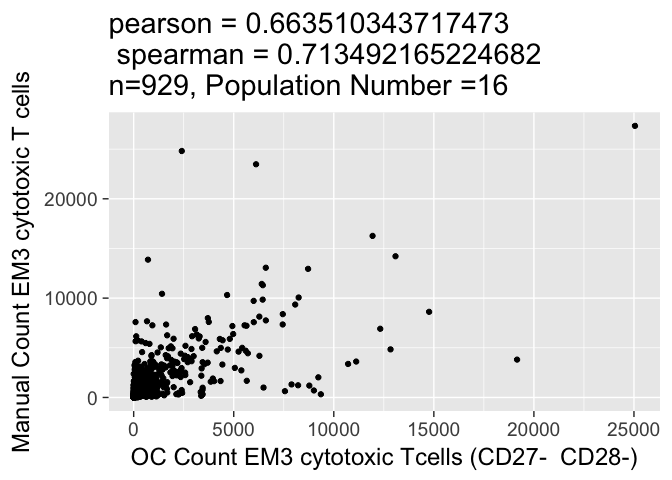 pearson = 0.663510343717473
spearman = 0.713492165224682
n=929, Population Number =16
Manual Count EM3 cytotoxic T cells
20000
10000
0
0 5000 10000 15000 20000 25000
OC Count EM3 cytotoxic Tcells (CD27-  CD28-)